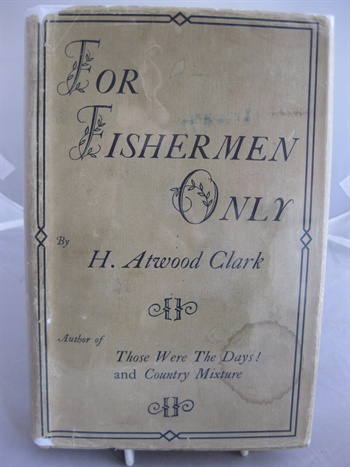 FOR
FISHERMEN
ONLY
By
H. Atwood Clark
Author of
Those Were The Days!
and Country Mixture